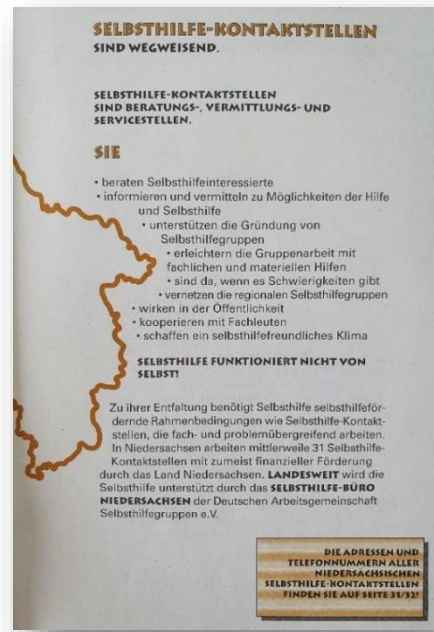 SELBSTHILFE-KONTAKTSTELLEN
SIND WEGWEISEND.
SELBSTHILFE-KONTAKTSTELLEN
SIND BERATUNGS-, VERMITTLUNGS- UND
SERVICESTELLEN.
SIE
• beraten Selbsthilfeinteressierte
• informieren und vermitteln zu Möglichkeiten der Hilfe
und Selbsthilfe
• unterstützen die Gründung von
Selbsthilfegruppen
• erleichtern die Gruppenarbeit mit
fachlichen und materiellen Hilfen
• sind da, wenn es Schwierigkeiten gibt
• vernetzen die regionalen Selbsthilfegruppen
• wirken in der Öffentlichkeit
• kooperieren mit Fachleuten
• schaffen ein selbsthilfefreundliches Klima
SELBSTHILFE FUNKTIONIERT NICHT VON
SELBST!
Zu ihrer Entfaltung benötigt Selbsthilfe selbsthilfeför-
dernde Rahmenbedingungen wie Selbsthilfe-Kontakt-
stellen, die fach- und problemübergreifend arbeiten.
In Niedersachsen arbeiten mittlerweile 31 Selbsthilfe-
Kontaktstellen mit zumeist finanzieller Förderung
durch das Land Niedersachsen. LANDESWEIT wird die
Selbsthilfe unterstützt durch das SELBSTHILFE-BÜRO
NIEDERSACHSEN der Deutschen Arbeitsgemeinschaft
Selbsthilfegruppen e.V.
DIE ADRESSEN UND
TELEFONNUMMERN ALLER
NIEDERSÄCHSISCHEN
SELBSTHILFE-KONTAKTSTELLEN
FINDEN SIE AUF SEITE 31/32!